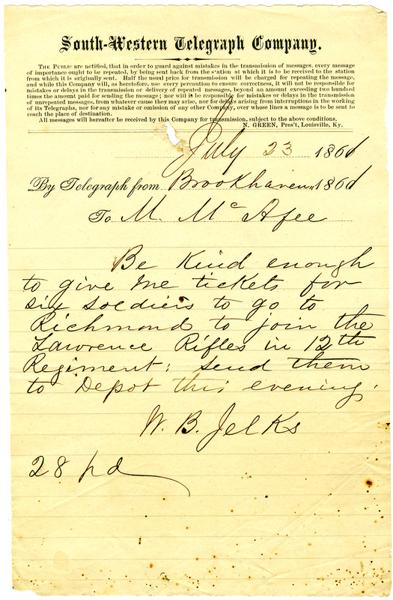 South-Western Telegraph Company.
THE PUBLIC are notified, that in order to guard against mistakes in the transmission of messages, every message
of importance ought to be repeated, by being sent back from the station at which it is to be received to the station
from which it is originally sent. Half the usual price for transmission will be charged for repeating the message,
and while this Company will, as heretofore, use every precaution to ensure correctness, it will not be responsible for
mistakes or delays in the transmission or delivery of repeated messages, beyond an amount exceeding two hundred
times the amount paid for sending the message; nor will it be responsible for mistakes or delays in the transmission
of unrepeated messages, from whatever cause they may arise, nor for delays arising from interruptions in the working
of its Telegraphs, nor for any mistake or omission of any other Company, over whose lines a message is to be sent to
reach the place of destination.
All messages will hereafter be received by this Company for transmission, subject to the above conditions.
N. GREEN, Pres't, Louisville, Ky.
July 23 1861
By Telegraph from Brookhaven 1861
To M. McAfee
Be Kind enough
to give me tickets for
six soldiers to go to
Richmond to join the
Lawrence Rifles in 12th
Regiment; Send them
to Depot this evening.
W. B. Jelks
28 pd